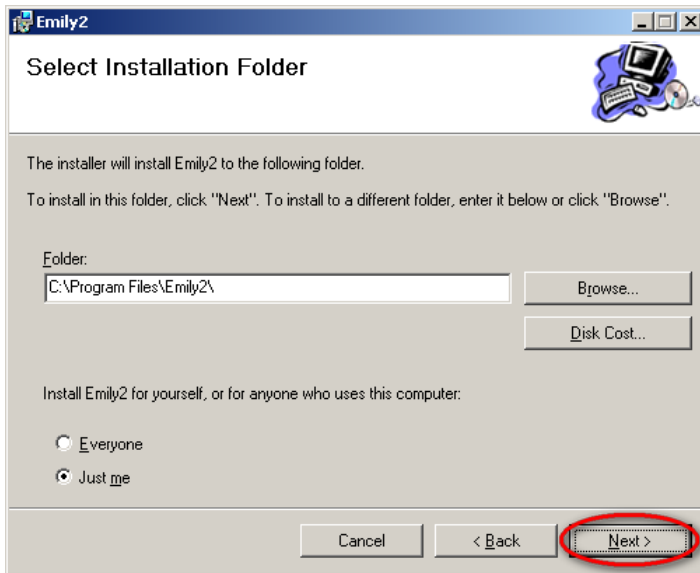 Emily2
Select Installation Folder
The installer will install Emily2 to the following folder.
To install in this folder, click "Next". To install to a different folder, enter it below or click "Browse".
Folder:
C:\Program Files\Emily2\
Browse...
Disk Cost...
Install Emily2 for yourself, or for anyone who uses this computer:
Everyone
Just me
Cancel
< Back
Next >